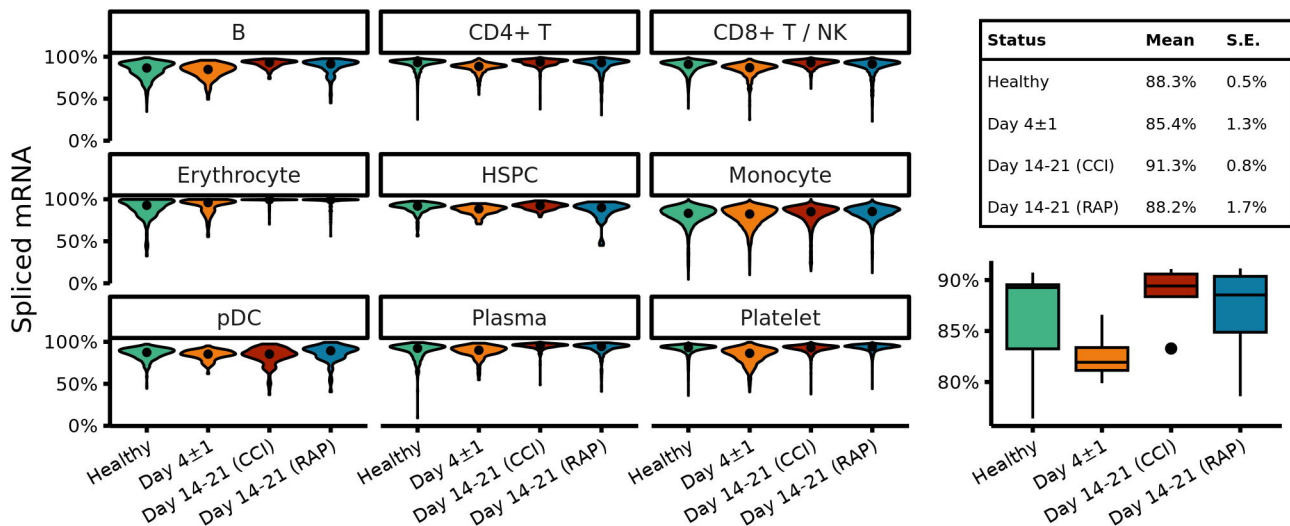 Spliced mRNA
B
CD4+ T
CD8+ T / NK
100%
50%
0%
Erythrocyte
HSPC
Monocyte
100%
50%
0%
pDC
Plasma
Platelet
100%
50%
0%
Healthy
Day 4±1
Day 14-21 (CCI)
Day 14-21 (RAP)
Healthy
Day 4±1
Day 14-21 (CCI)
Day 14-21 (RAP)
Healthy
Day 4±1
Day 14-21 (CCI)
Day 14-21 (RAP)
Status Mean S.E.
Healthy 88.3% 0.5%
Day 4±1 85.4% 1.3%
Day 14-21 (CCI) 91.3% 0.8%
Day 14-21 (RAP) 88.2% 1.7%
90%
85%
80%
Healthy
Day 4±1
Day 14-21 (CCI)
Day 14-21 (RAP)